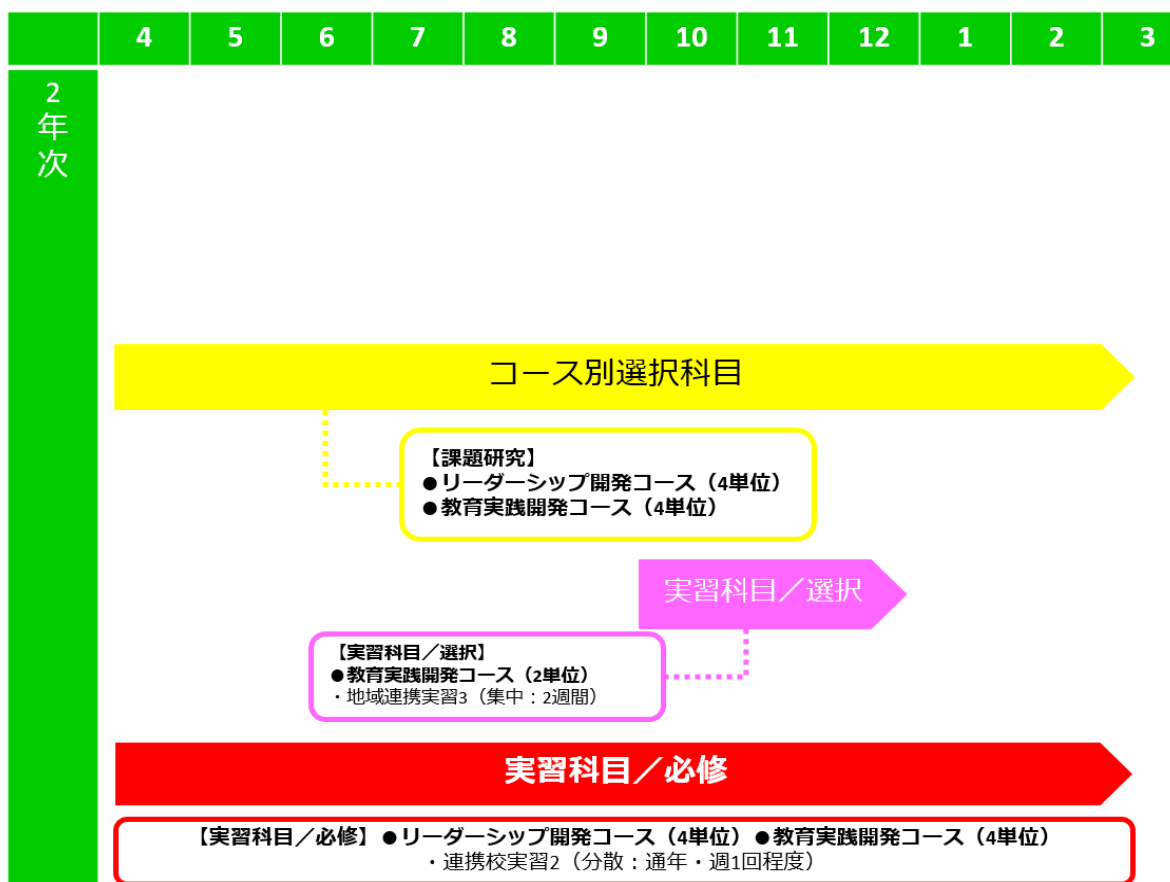 4 5 6 7 8 9 10 11 12 1 2 3
2年次
コース別選択科目
【課題研究】
●リーダーシップ開発コース（4単位）
●教育実践開発コース（4単位）
実習科目／選択
【実習科目／選択】
●教育実践開発コース（2単位）
・地域連携実習3（集中：2週間）
実習科目／必修
【実習科目／必修】●リーダーシップ開発コース（4単位）●教育実践開発コース（4単位）
・連携校実習2（分散：通年・週1回程度）